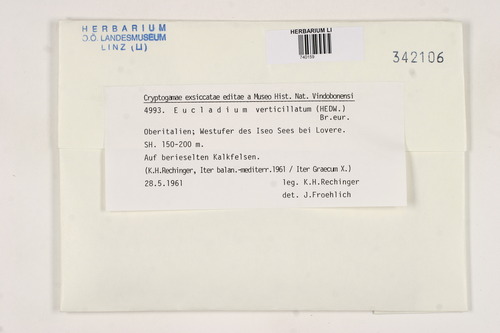 HERBARIUM
O.Ö. LANDESMUSEUM
LINZ (LI)
HERBARIUM LI
740159
342106
Cryptogamae exsiccatae editae a Museo Hist. Nat. Vindobonensi
4993. Eucladium verticillatum (HEDW.)
Br.eur.
Oberitalien; Westufer des Iseo Sees bei Lovere.
SH. 150-200 m.
Auf berieselten Kalkfelsen.
(K.H.Rechinger, Iter balan.-mediterr.1961 / Iter Graecum X.)
28.5.1961 leg. K.H.Rechinger
det. J.Froehlich